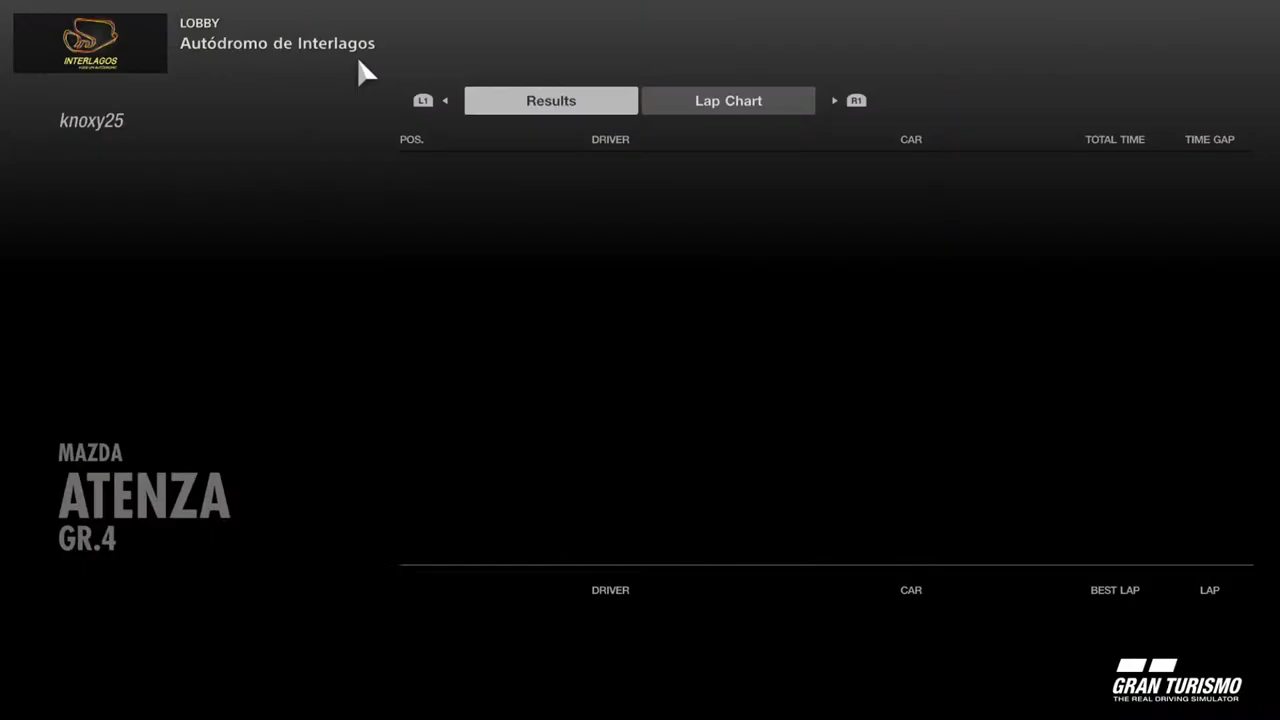 LOBBY
Autódromo de Interlagos
INTERLAGOS
knoxy25
L1
Results
Lap Chart
R1
POS.
DRIVER
CAR
TOTAL TIME
TIME GAP
MAZDA
ATENZA
GR.4
DRIVER
CAR
BEST LAP
LAP
GRAN TURISMO
THE REAL DRIVING SIMULATOR